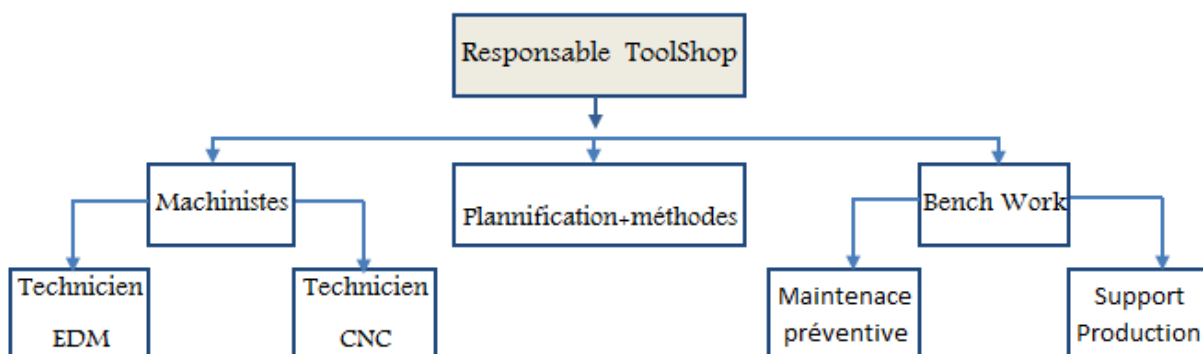 Responsable ToolShop
Machinistes
Plannification+méthodes
Bench Work
Technicien
EDM
Technicien
CNC
Maintenace
préventive
Support
Production